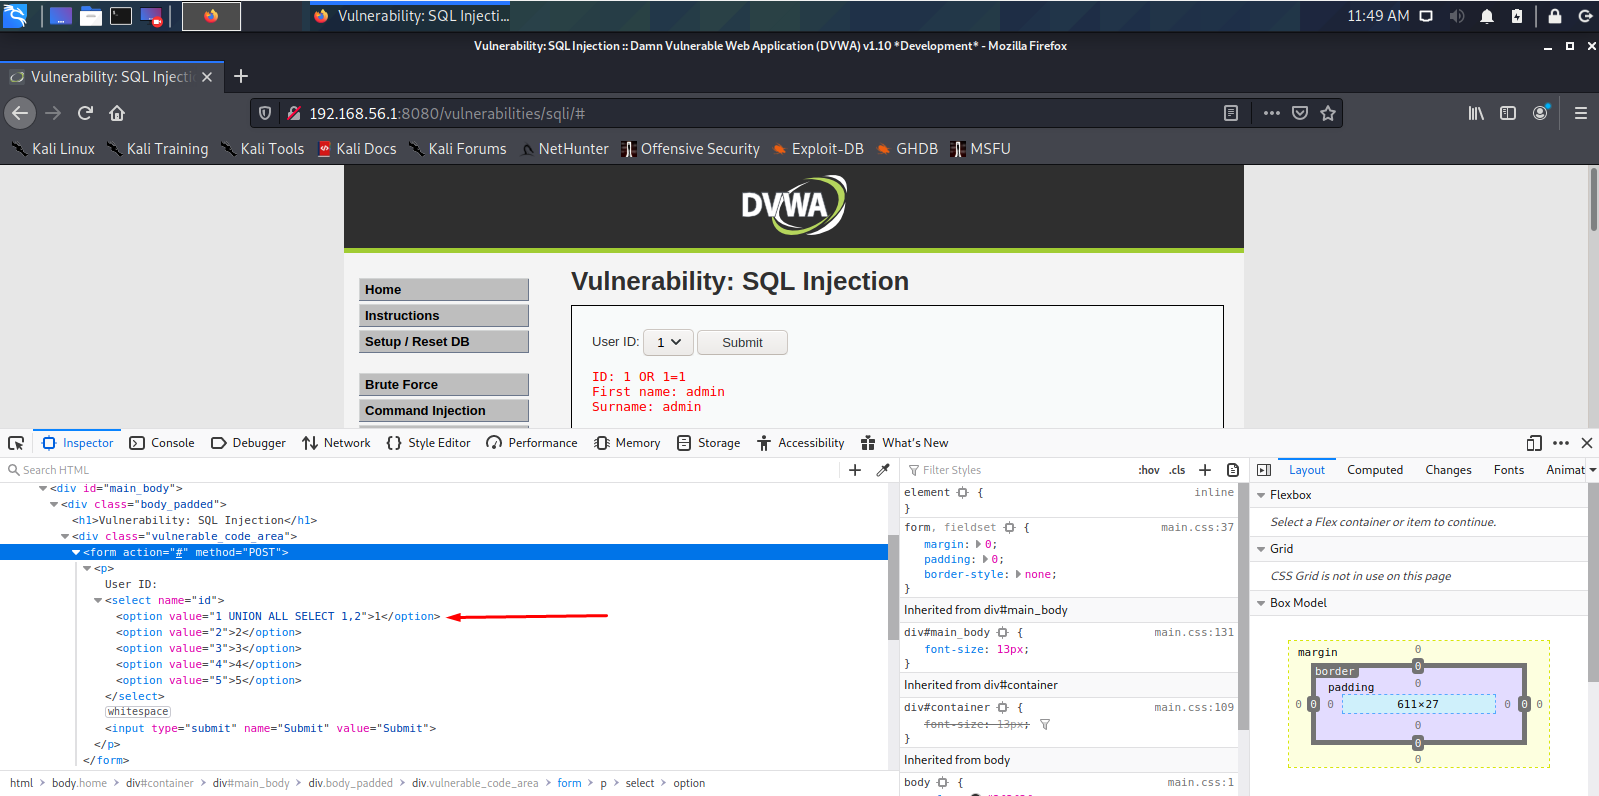 Vulnerability: SQL Injecti...
11:49 AM
Vulnerability: SQL Injection :: Damn Vulnerable Web Application (DVWA) v1.10 *Development* - Mozilla Firefox
Vulnerability: SQL Injecti
192.168.56.1:8080/vulnerabilities/sqli/#
Kali Linux Kali Training Kali Tools Kali Docs Kali Forums NetHunter Offensive Security Exploit-DB GHDB MSFU
DVWA
Home
Instructions
Setup / Reset DB
Brute Force
Command Injection
Vulnerability: SQL Injection
User ID: 1 Submit
ID: 1 OR 1=1
First name: admin
Surname: admin
Inspector Console Debugger Network Style Editor Performance Memory Storage Accessibility What's New
Search HTML
<div id="main_body">
<div class="body_padded">
<h1>Vulnerability: SQL Injection</h1>
<div class="vulnerable_code_area">
<form action="#" method="POST">
<p>
User ID:
<select name="id">
<option value="1 UNION ALL SELECT 1,2">1</option>
<option value="2">2</option>
<option value="3">3</option>
<option value="4">4</option>
<option value="5">5</option>
</select>
whitespace
<input type="submit" name="Submit" value="Submit">
</p>
</form>
html > body.home > div#container > div#main_body > div.body_padded > div.vulnerable_code_area > form > p > select > option
Filter Styles :hov .cls +
element { inline
}
form, fieldset { main.css:37
margin: 0;
padding: 0;
border-style: none;
}
Inherited from div#main_body
div#main_body { main.css:131
font-size: 13px;
}
Inherited from div#container
div#container { main.css:109
font-size: 13px;
}
Inherited from body
body { main.css:1
Layout Computed Changes Fonts Animat
Flexbox
Select a Flex container or item to continue.
Grid
CSS Grid is not in use on this page
Box Model
margin 0
border 0
padding 0
0 0 0 611×27 0 0 0
0
0
0